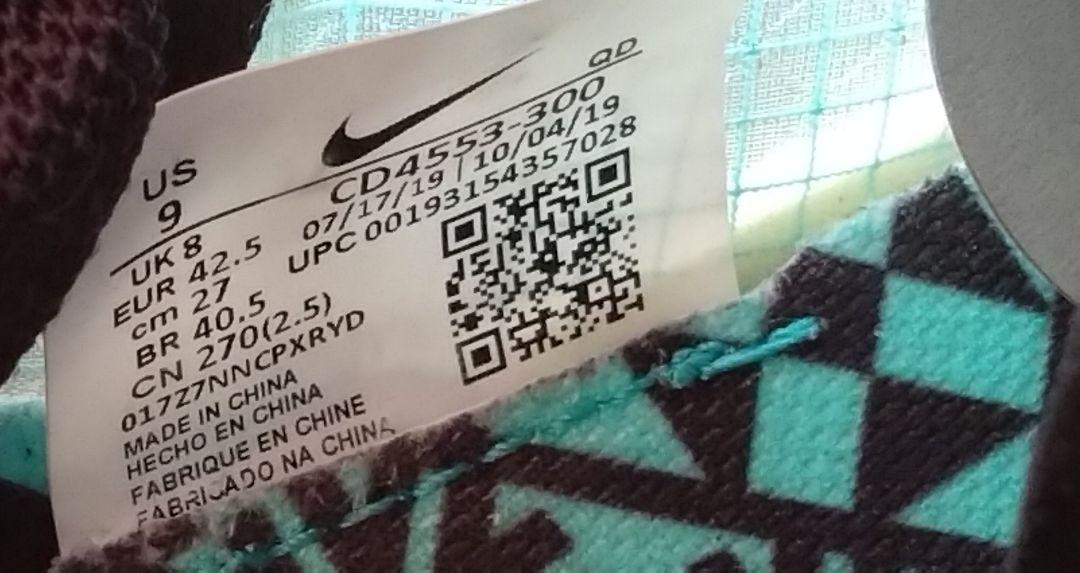 QD
US
9
CD4553-300
07/17/19 | 10/04/19
UPC 00193154357028
UK 8
EUR 42.5
cm 27
BR 40.5
CN 270(2.5)
01727NNCPXRYD
MADE IN CHINA
HECHO EN CHINA
FABRIQUE EN CHINE
FABRICADO NA CHINA